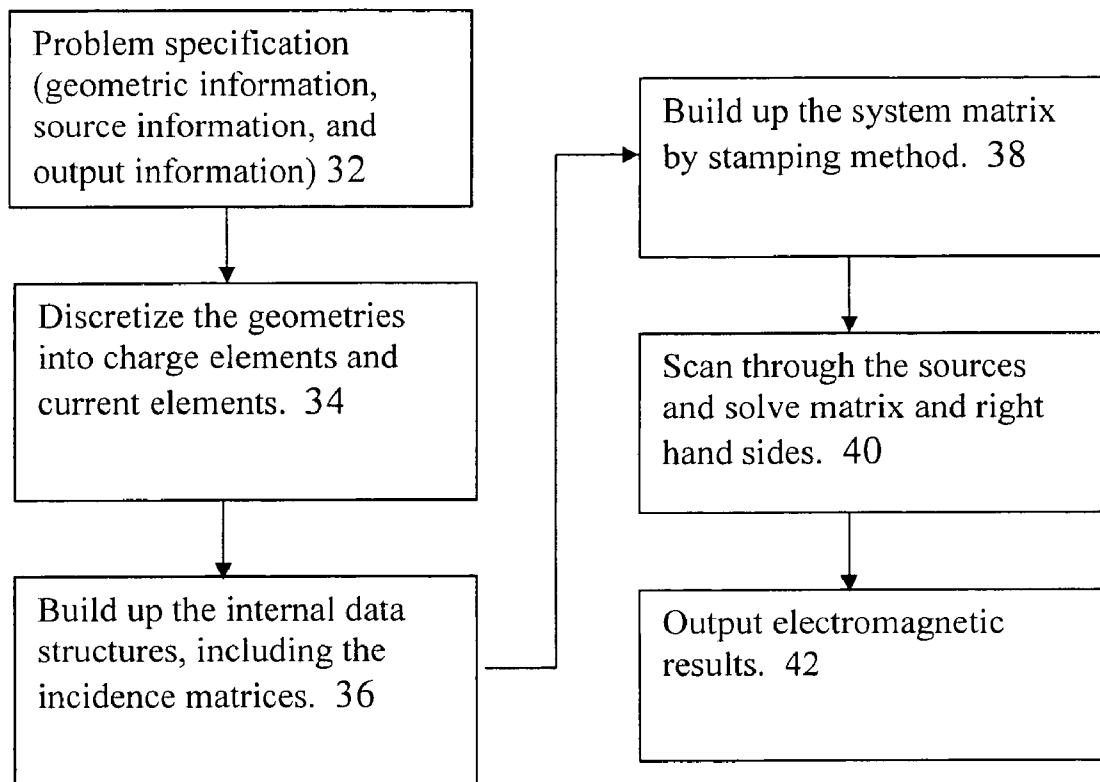 Problem specification
(geometric information,
source information, and
output information) 32
Discretize the geometries
into charge elements and
current elements. 34
Build up the internal data
structures, including the
incidence matrices. 36
Build up the system matrix
by stamping method. 38
Scan through the sources
and solve matrix and right
hand sides. 40
Output electromagnetic
results. 42